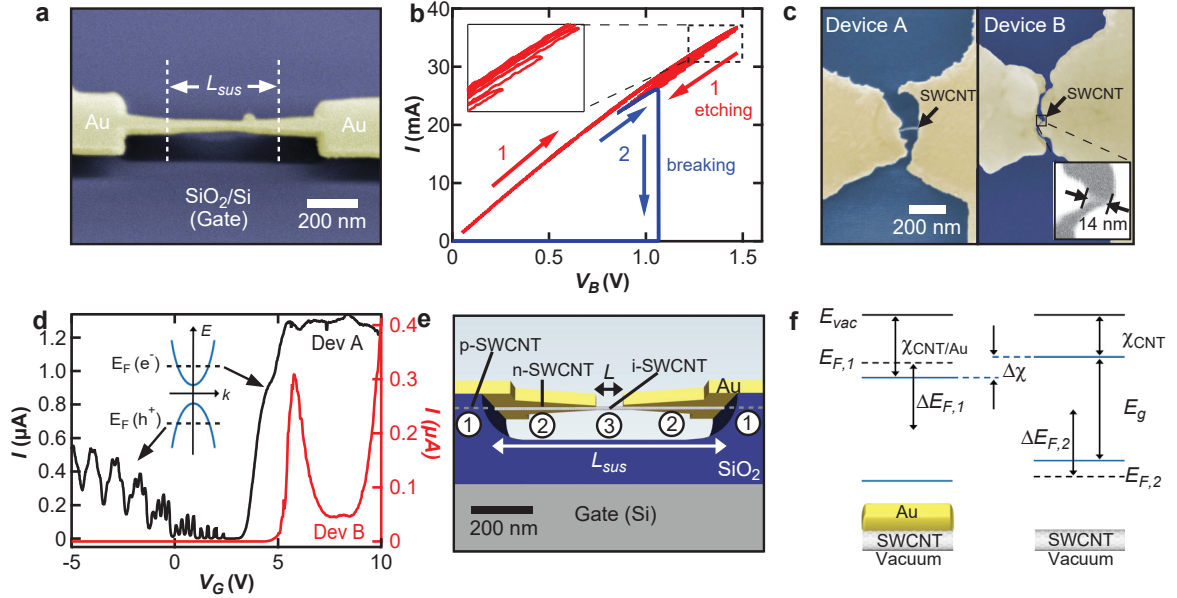 a
L_sus
Au
Au
SiO₂/Si
(Gate)
200 nm
b
I (mA)
40
30
20
10
0
0.0
0.5
1.0
1.5
V_B (V)
1
1
etching
2
breaking
c
Device A
Device B
SWCNT
SWCNT
200 nm
14 nm
d
I (µA)
1.2
1.0
0.8
0.6
0.4
0.2
0
-5
0
5
10
V_G (V)
E
E_F (e⁻)
k
E_F (h⁺)
Dev A
Dev B
0.4
0.3
0.2
0.1
0
I (µA)
e
p-SWCNT
n-SWCNT
L
i-SWCNT
Au
1
2
3
2
1
L_sus
SiO₂
200 nm
Gate (Si)
f
E_vac
χ_CNT/Au
χ_CNT
E_F,1
Δχ
ΔE_F,1
E_g
ΔE_F,2
E_F,2
Au
SWCNT
Vacuum
SWCNT
Vacuum